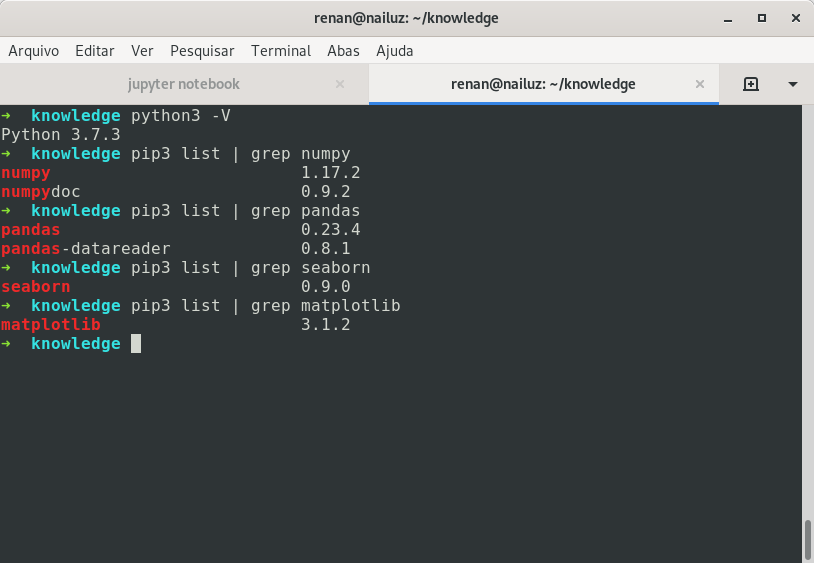 renan@nailuz: ~/knowledge
Arquivo Editar Ver Pesquisar Terminal Abas Ajuda
jupyter notebook renan@nailuz: ~/knowledge
➜ knowledge python3 -V
Python 3.7.3
➜ knowledge pip3 list | grep numpy
numpy 1.17.2
numpydoc 0.9.2
➜ knowledge pip3 list | grep pandas
pandas 0.23.4
pandas-datareader 0.8.1
➜ knowledge pip3 list | grep seaborn
seaborn 0.9.0
➜ knowledge pip3 list | grep matplotlib
matplotlib 3.1.2
➜ knowledge